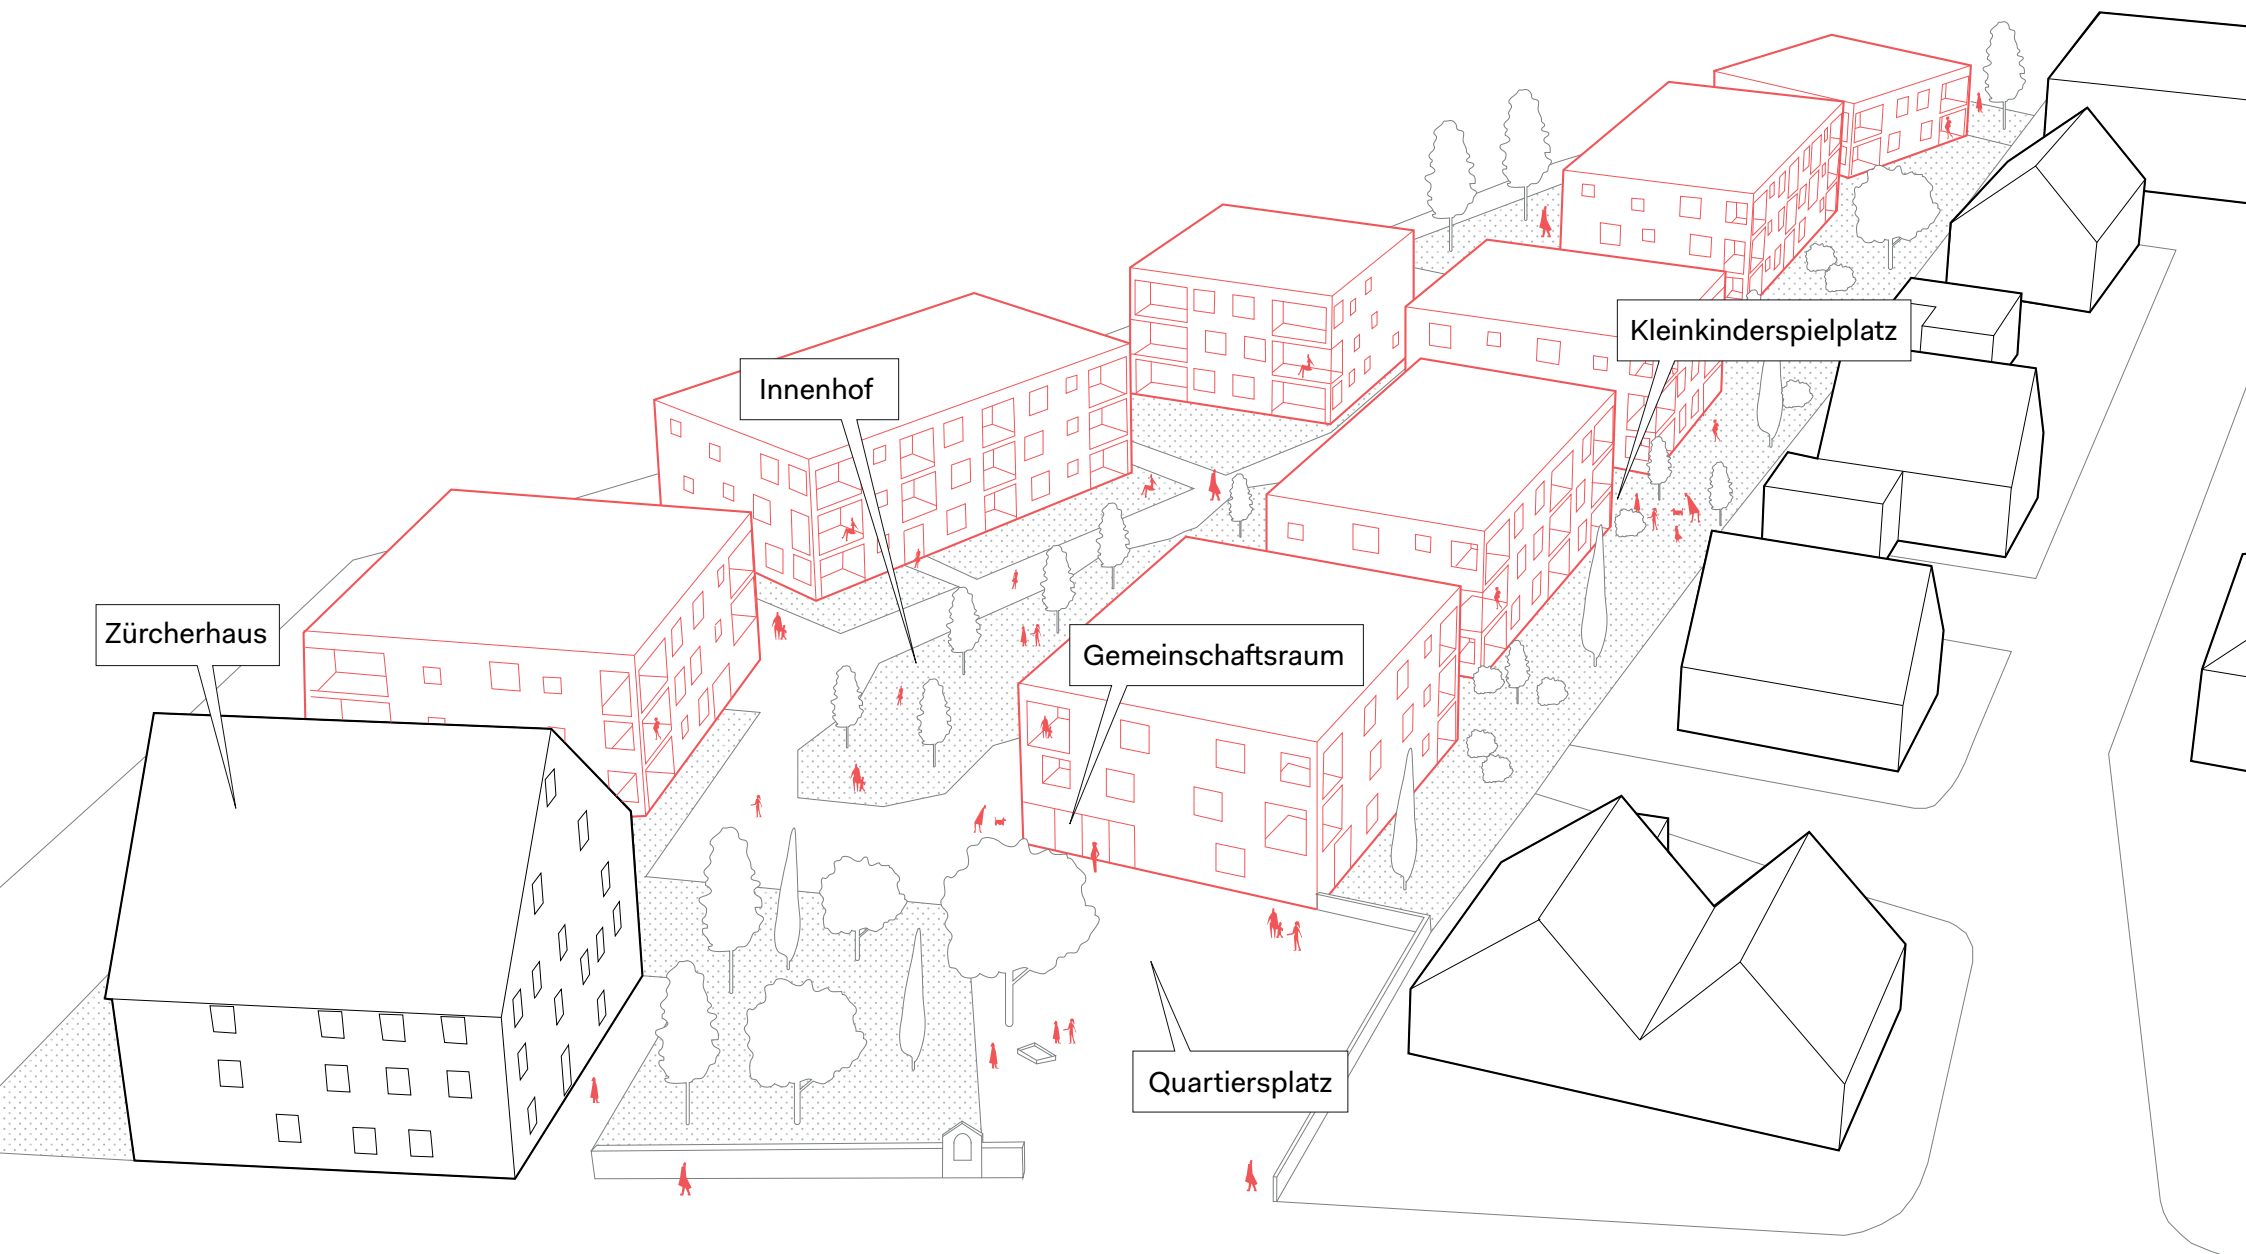 Kleinkinderspielplatz
Innenhof
Zürcherhaus
Gemeinschaftsraum
Quartiersplatz